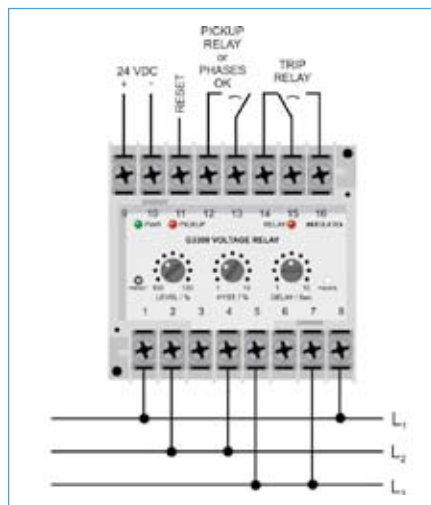 PICKUP
RELAY
or
PHASES
OK
TRIP
RELAY
24 VDC
+ -
RESET
9 10 11 12 13 14 15 16
PWR PICKUP RELAY
VOLTAGE RELAY
LEVEL / % HYST / % DELAY / Sec
1 2 3 4 5 6 7 8
L₁
L₂
L₃